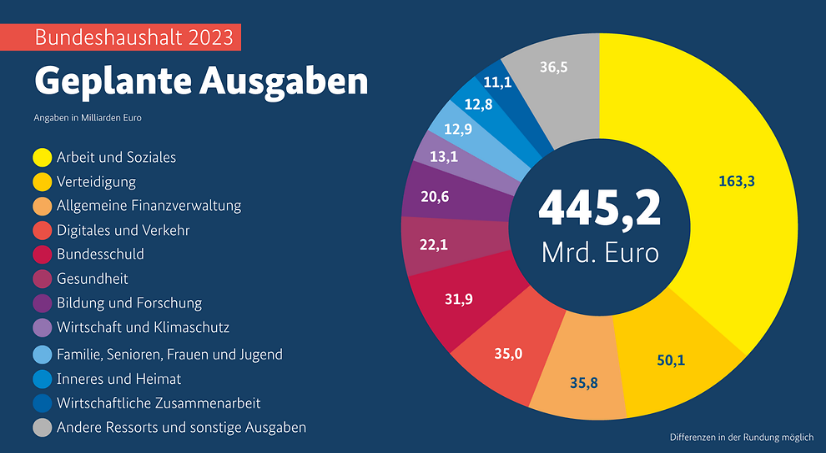 Bundeshaushalt 2023
Geplante Ausgaben
Angaben in Milliarden Euro
Arbeit und Soziales
Verteidigung
Allgemeine Finanzverwaltung
Digitales und Verkehr
Bundesschuld
Gesundheit
Bildung und Forschung
Wirtschaft und Klimaschutz
Familie, Senioren, Frauen und Jugend
Inneres und Heimat
Wirtschaftliche Zusammenarbeit
Andere Ressorts und sonstige Ausgaben
163,3
50,1
35,8
35,0
31,9
22,1
20,6
13,1
12,9
12,8
11,1
36,5
445,2
Mrd. Euro
Differenzen in der Rundung möglich